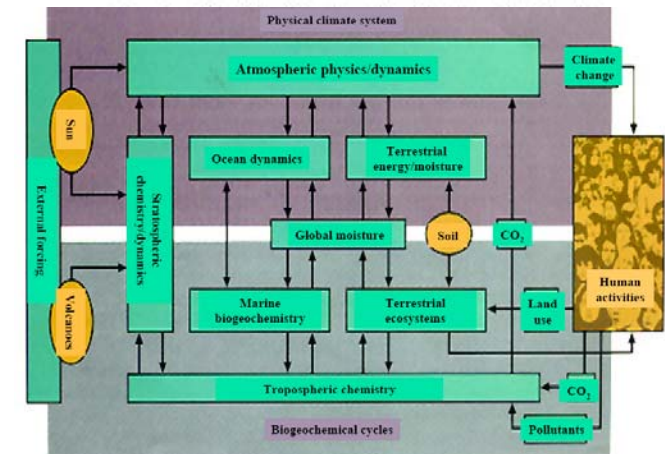 Physical climate system
Atmospheric physics/dynamics
Climate
change
External forcing
Sun
Stratospheric
chemistry/dynamics
Ocean dynamics
Terrestrial
energy/moisture
Global moisture
Soil
CO2
Human
activities
Volcanoes
Marine
biogeochemistry
Terrestrial
ecosystems
Land
use
Tropospheric chemistry
CO2
Pollutants
Biogeochemical cycles